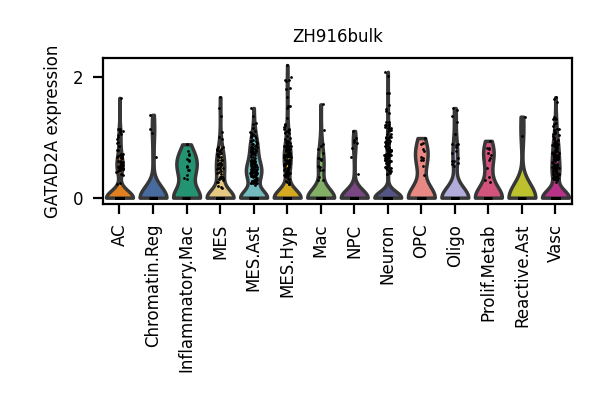 ZH916bulk
GATAD2A expression
2
0
AC
Chromatin.Reg
Inflammatory.Mac
MES
MES.Ast
MES.Hyp
Mac
NPC
Neuron
OPC
Oligo
Prolif.Metab
Reactive.Ast
Vasc